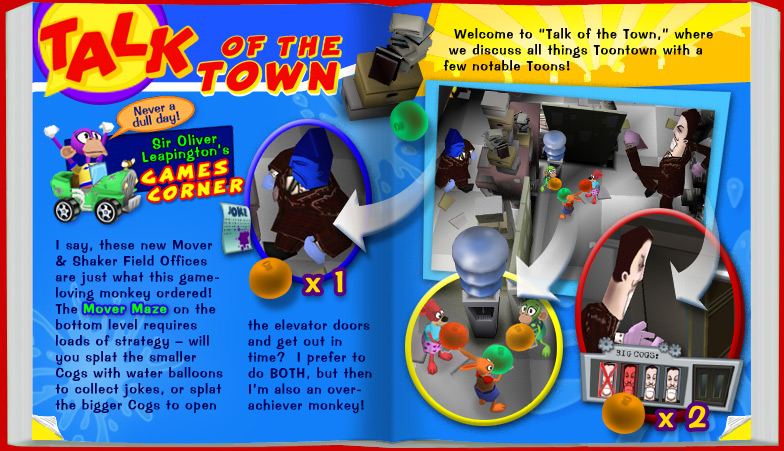 TALK
OF THE
TOWN
Welcome to "Talk of the Town," where
we discuss all things Toontown with a
few notable Toons!
Never a
dull day!
Sir Oliver
Leapington's
GAMES
CORNER
JOKE
x 1
I say, these new Mover
& Shaker Field Offices
are just what this game-
loving monkey ordered!
The Mover Maze on the
bottom level requires
loads of strategy – will
you splat the smaller
Cogs with water balloons
to collect jokes, or splat
the bigger Cogs to open
the elevator doors
and get out in
time? I prefer to
do BOTH, but then
I'm also an over-
achiever monkey!
BIG COGS:
x 2